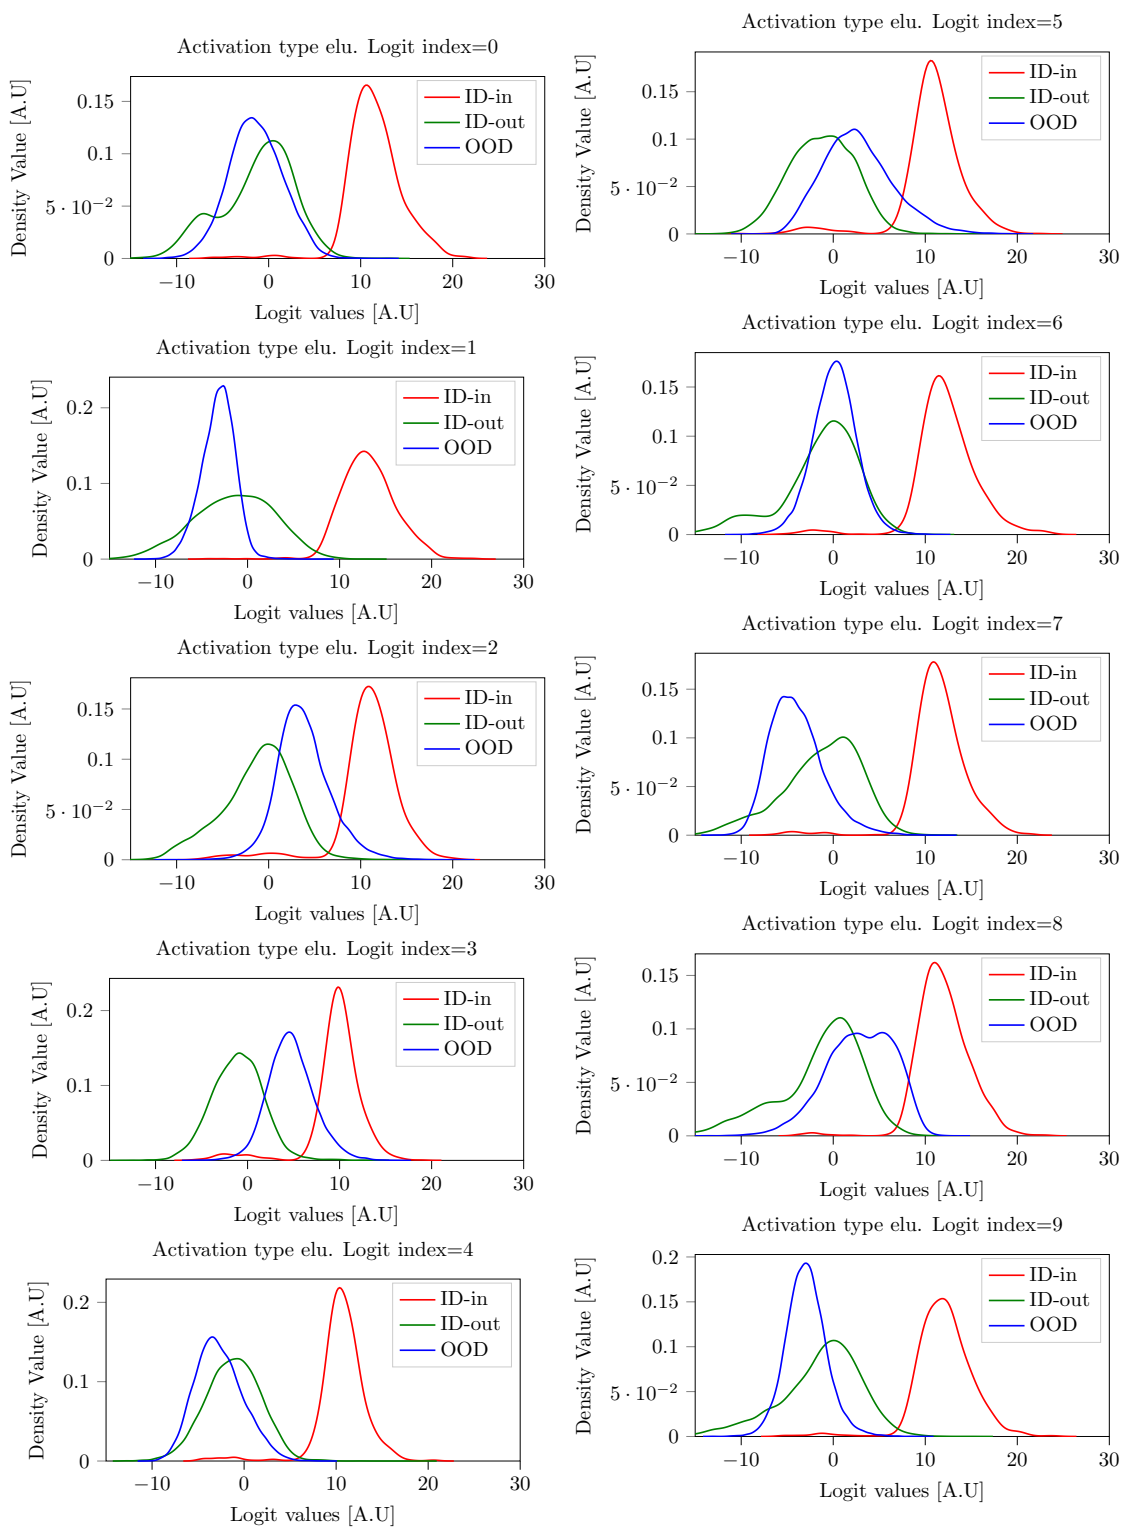 Activation type elu. Logit index=0
Density Value [A.U]
0.15
0.1
5 · 10−2
0
−10 0 10 20 30
Logit values [A.U]
ID-in
ID-out
OOD
Activation type elu. Logit index=1
Density Value [A.U]
0.2
0.1
0
−10 0 10 20 30
Logit values [A.U]
ID-in
ID-out
OOD
Activation type elu. Logit index=2
Density Value [A.U]
0.15
0.1
5 · 10−2
0
−10 0 10 20 30
Logit values [A.U]
ID-in
ID-out
OOD
Activation type elu. Logit index=3
Density Value [A.U]
0.2
0.1
0
−10 0 10 20 30
Logit values [A.U]
ID-in
ID-out
OOD
Activation type elu. Logit index=4
Density Value [A.U]
0.2
0.1
0
−10 0 10 20 30
Logit values [A.U]
ID-in
ID-out
OOD
Activation type elu. Logit index=5
Density Value [A.U]
0.15
0.1
5 · 10−2
0
−10 0 10 20 30
Logit values [A.U]
ID-in
ID-out
OOD
Activation type elu. Logit index=6
Density Value [A.U]
0.15
0.1
5 · 10−2
0
−10 0 10 20 30
Logit values [A.U]
ID-in
ID-out
OOD
Activation type elu. Logit index=7
Density Value [A.U]
0.15
0.1
5 · 10−2
0
−10 0 10 20 30
Logit values [A.U]
ID-in
ID-out
OOD
Activation type elu. Logit index=8
Density Value [A.U]
0.15
0.1
5 · 10−2
0
−10 0 10 20 30
Logit values [A.U]
ID-in
ID-out
OOD
Activation type elu. Logit index=9
Density Value [A.U]
0.2
0.15
0.1
5 · 10−2
0
−10 0 10 20 30
Logit values [A.U]
ID-in
ID-out
OOD